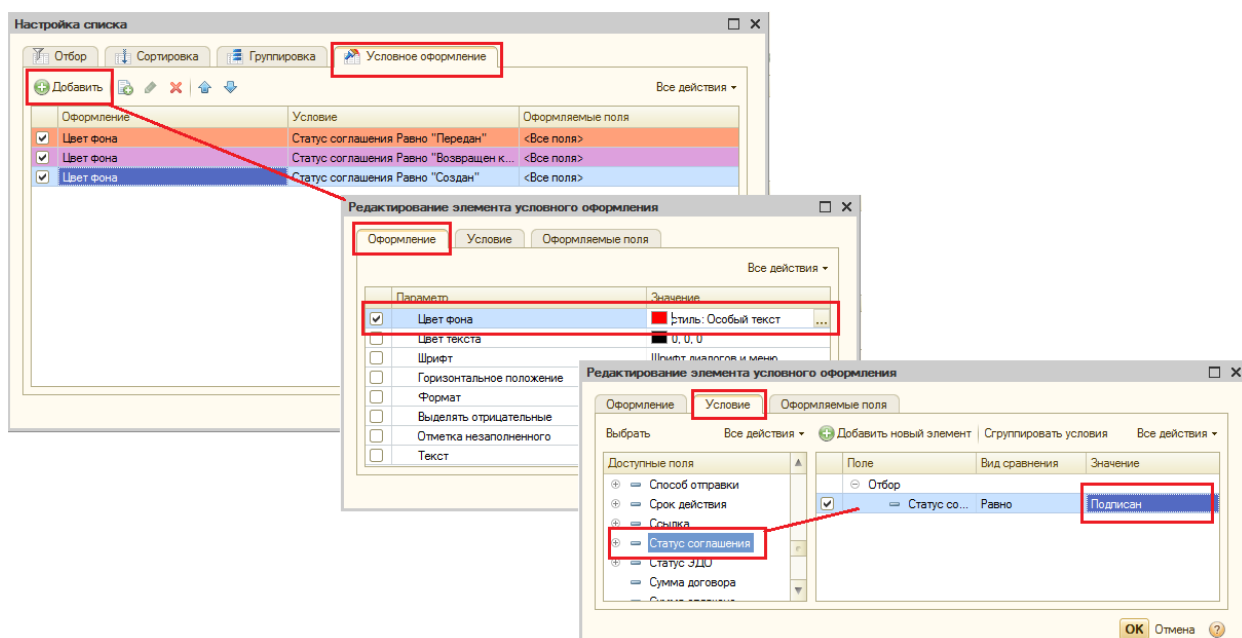 Настройка списка
Отбор Сортировка Группировка Условное оформление
Добавить Все действия
Оформление Условие Оформляемые поля
Цвет фона Статус соглашения Равно "Передан" <Все поля>
Цвет фона Статус соглашения Равно "Возвращен к... <Все поля>
Цвет фона Статус соглашения Равно "Создан" <Все поля>
Редактирование элемента условного оформления
Оформление Условие Оформляемые поля
Все действия
Параметр Значение
Цвет фона стиль: Особый текст ...
Цвет текста 0, 0, 0
Шрифт Шрифт диалогов и меню
Горизонтальное положение
Формат
Выделять отрицательные
Отметка незаполненного
Текст
Редактирование элемента условного оформления
Оформление Условие Оформляемые поля
Выбрать Все действия Добавить новый элемент Сгруппировать условия Все действия
Доступные поля Поле Вид сравнения Значение
Способ отправки Отбор
Срок действия Статус со... Равно Подписан
Ссылка
Статус соглашения
Статус ЭДО
Сумма договора
OK Отмена ?